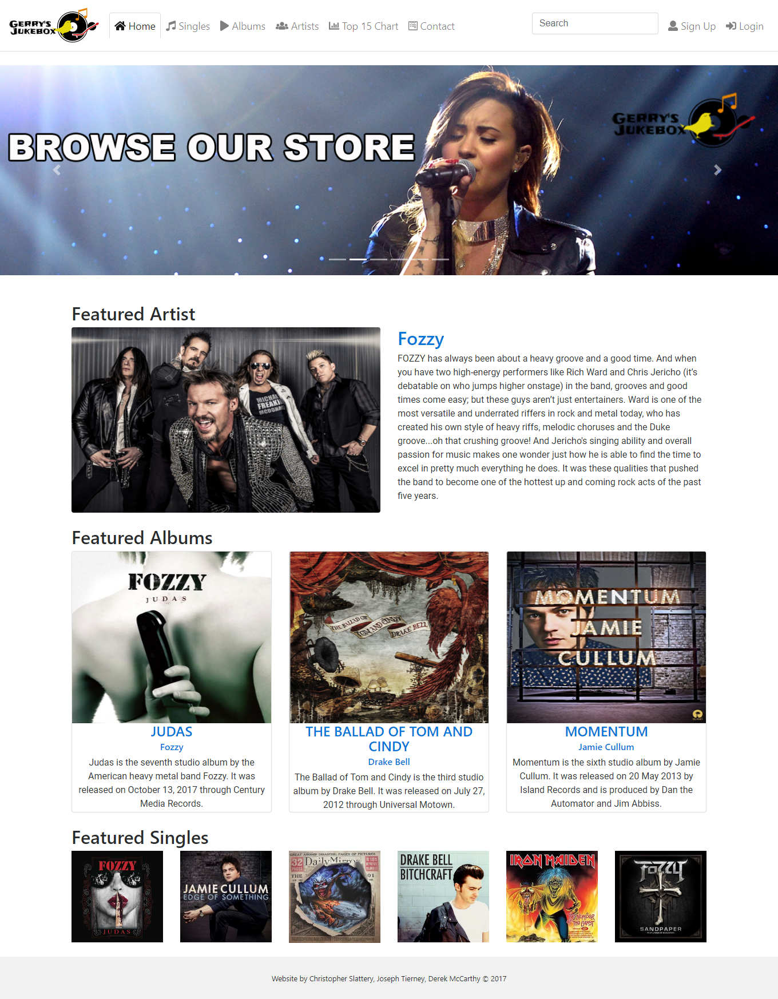 GERRY'S
JUKEBOX
Home
Singles
Albums
Artists
Top 15 Chart
Contact
Search
Sign Up
Login
BROWSE OUR STORE
GERRY'S
JUKEBOX
Featured Artist
MICHAE
FREAKIN
MCDONAL
Fozzy
FOZZY has always been about a heavy groove and a good time. And when
you have two high-energy performers like Rich Ward and Chris Jericho (it’s
debatable on who jumps higher onstage) in the band, grooves and good
times come easy; but these guys aren’t just entertainers. Ward is one of the
most versatile and underrated riffers in rock and metal today, who has
created his own style of heavy riffs, melodic choruses and the Duke
groove...oh that crushing groove! And Jericho's singing ability and overall
passion for music makes one wonder just how he is able to find the time to
excel in pretty much everything he does. It was these qualities that pushed
the band to become one of the hottest up and coming rock acts of the past
five years.
Featured Albums
FOZZY
JUDAS
JUDAS
Fozzy
Judas is the seventh studio album by the
American heavy metal band Fozzy. It was
released on October 13, 2017 through Century
Media Records.
THE BALLAD OF
TOM AND CINDY
DRAKE BELL
THE BALLAD OF TOM AND
CINDY
Drake Bell
The Ballad of Tom and Cindy is the third studio
album by Drake Bell. It was released on July 27,
2012 through Universal Motown.
MOMENTUM
JAMIE
CULLUM
MOMENTUM
Jamie Cullum
Momentum is the sixth studio album by Jamie
Cullum. It was released on 20 May 2013 by
Island Records and is produced by Dan the
Automator and Jim Abbiss.
Featured Singles
FOZZY
JUDAS
JAMIE CULLUM
EDGE OF SOMETHING
GREAT AIRSHIP DISASTER: PAGES OF PICTURES
32
PAGES
Daily Mirror
R 101
MEMORIAL
NUMBER
THE
DRAKE BELL
BITCHCRAFT
IRON MAIDEN
THE NUMBER
OF THE BEAST
FOZZY
SANDPAPER
Website by Christopher Slattery, Joseph Tierney, Derek McCarthy © 2017